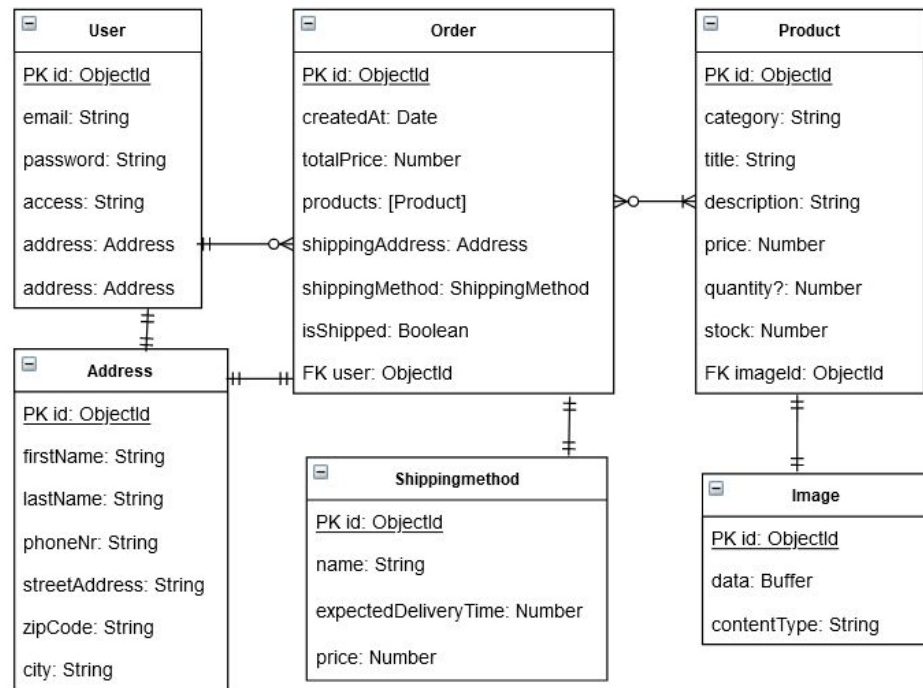 User
PK id: ObjectId
email: String
password: String
access: String
address: Address
address: Address
Order
PK id: ObjectId
createdAt: Date
totalPrice: Number
products: [Product]
shippingAddress: Address
shippingMethod: ShippingMethod
isShipped: Boolean
FK user: ObjectId
Product
PK id: ObjectId
category: String
title: String
description: String
price: Number
quantity?: Number
stock: Number
FK imageId: ObjectId
Address
PK id: ObjectId
firstName: String
lastName: String
phoneNr: String
streetAddress: String
zipCode: String
city: String
Shippingmethod
PK id: ObjectId
name: String
expectedDeliveryTime: Number
price: Number
Image
PK id: ObjectId
data: Buffer
contentType: String